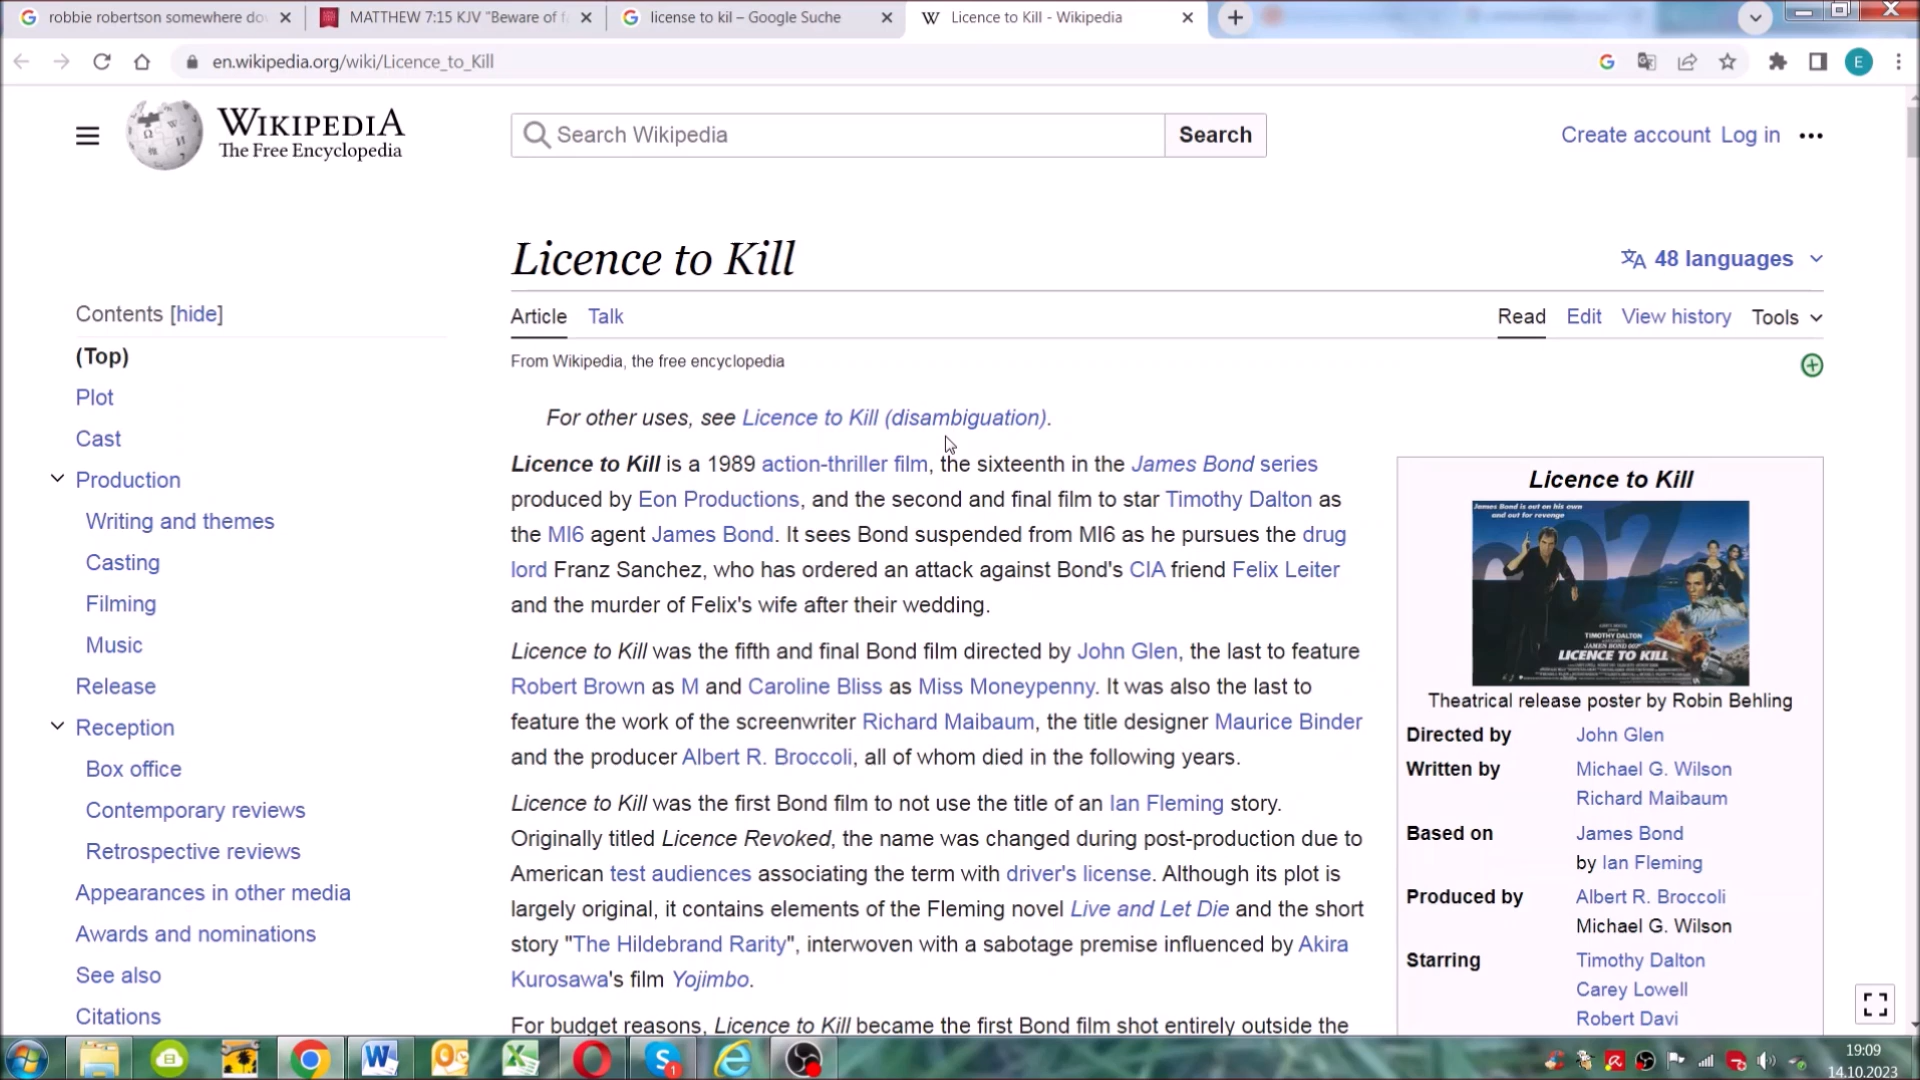 robbie robertson somewhere do
MATTHEW 7:15 KJV "Beware of f
license to kil – Google Suche
Licence to Kill - Wikipedia
en.wikipedia.org/wiki/Licence_to_Kill
E
WIKIPEDIA
The Free Encyclopedia
Search Wikipedia
Search
Create account Log in
Licence to Kill
48 languages
Contents [hide]
Article Talk
Read Edit View history Tools
(Top)
From Wikipedia, the free encyclopedia
Plot
Cast
Production
Writing and themes
Casting
Filming
Music
Release
Reception
Box office
Contemporary reviews
Retrospective reviews
Appearances in other media
Awards and nominations
See also
Citations
For other uses, see Licence to Kill (disambiguation).
Licence to Kill is a 1989 action-thriller film, the sixteenth in the James Bond series
produced by Eon Productions, and the second and final film to star Timothy Dalton as
the MI6 agent James Bond. It sees Bond suspended from MI6 as he pursues the drug
lord Franz Sanchez, who has ordered an attack against Bond's CIA friend Felix Leiter
and the murder of Felix's wife after their wedding.
Licence to Kill was the fifth and final Bond film directed by John Glen, the last to feature
Robert Brown as M and Caroline Bliss as Miss Moneypenny. It was also the last to
feature the work of the screenwriter Richard Maibaum, the title designer Maurice Binder
and the producer Albert R. Broccoli, all of whom died in the following years.
Licence to Kill was the first Bond film to not use the title of an Ian Fleming story.
Originally titled Licence Revoked, the name was changed during post-production due to
American test audiences associating the term with driver's license. Although its plot is
largely original, it contains elements of the Fleming novel Live and Let Die and the short
story "The Hildebrand Rarity", interwoven with a sabotage premise influenced by Akira
Kurosawa's film Yojimbo.
For budget reasons, Licence to Kill became the first Bond film shot entirely outside the
Licence to Kill
James Bond is out on his own
and out for revenge
007
TIMOTHY DALTON
JAMES BOND 007
LICENCE TO KILL
Theatrical release poster by Robin Behling
Directed by John Glen
Written by Michael G. Wilson
Richard Maibaum
Based on James Bond
by Ian Fleming
Produced by Albert R. Broccoli
Michael G. Wilson
Starring Timothy Dalton
Carey Lowell
Robert Davi
1
19:09
14.10.2023